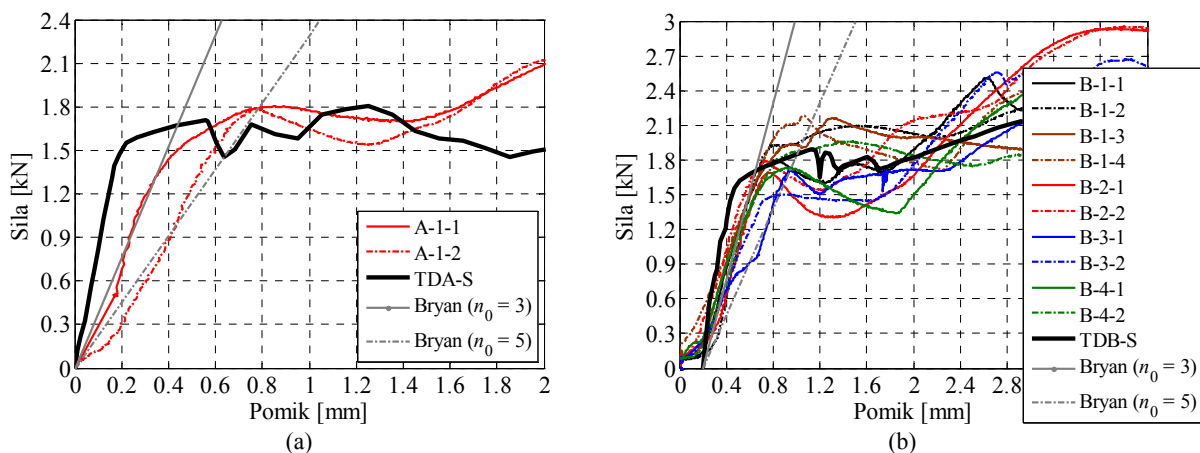 2.4
2.1
1.8
1.5
1.2
0.9
0.6
0.3
0
Sila [kN]
0 0.2 0.4 0.6 0.8 1 1.2 1.4 1.6 1.8 2
Pomik [mm]
A-1-1
A-1-2
TDA-S
Bryan (n0 = 3)
Bryan (n0 = 5)
(a)
3
2.7
2.4
2.1
1.8
1.5
1.2
0.9
0.6
0.3
0
Sila [kN]
0 0.4 0.8 1.2 1.6 2 2.4 2.8
Pomik [mm]
B-1-1
B-1-2
B-1-3
B-1-4
B-2-1
B-2-2
B-3-1
B-3-2
B-4-1
B-4-2
TDB-S
Bryan (n0 = 3)
Bryan (n0 = 5)
(b)